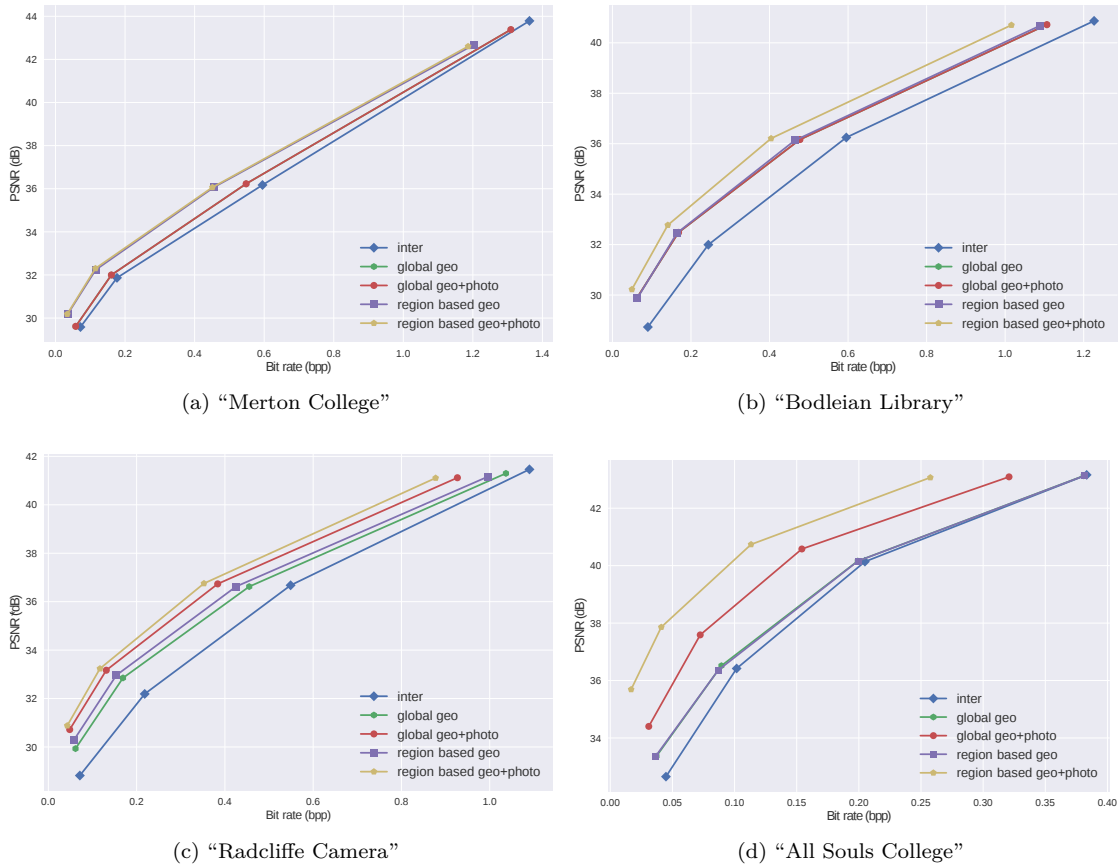 44
42
40
38
36
34
32
30
PSNR (dB)
inter
global geo
global geo+photo
region based geo
region based geo+photo
0.0 0.2 0.4 0.6 0.8 1.0 1.2 1.4
Bit rate (bpp)
(a) “Merton College”
40
38
36
34
32
30
PSNR (dB)
inter
global geo
global geo+photo
region based geo
region based geo+photo
0.0 0.2 0.4 0.6 0.8 1.0 1.2
Bit rate (bpp)
(b) “Bodleian Library”
42
40
38
36
34
32
30
PSNR (dB)
inter
global geo
global geo+photo
region based geo
region based geo+photo
0.0 0.2 0.4 0.6 0.8 1.0
Bit rate (bpp)
(c) “Radcliffe Camera”
42
40
38
36
34
PSNR (dB)
inter
global geo
global geo+photo
region based geo
region based geo+photo
0.00 0.05 0.10 0.15 0.20 0.25 0.30 0.35 0.40
Bit rate (bpp)
(d) “All Souls College”